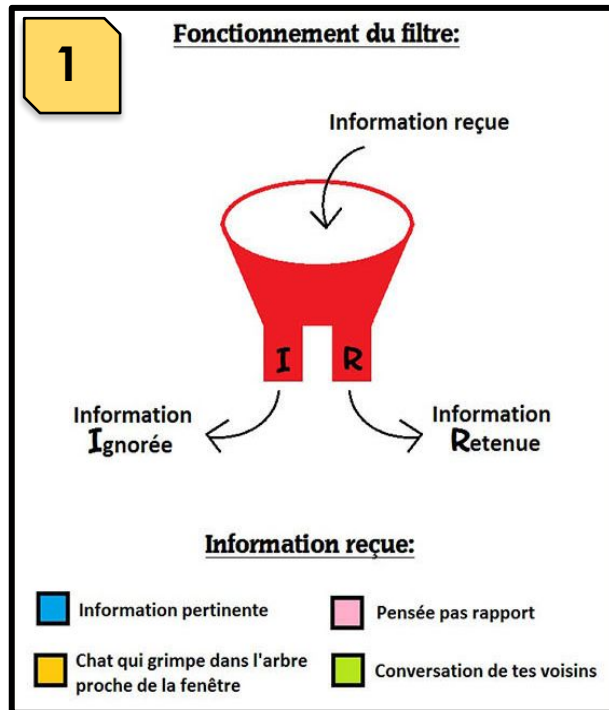 1
Fonctionnement du filtre:
Information reçue
I R
Information
Ignorée
Information
Retenue
Information reçue:
Information pertinente
Pensée pas rapport
Chat qui grimpe dans l'arbre
proche de la fenêtre
Conversation de tes voisins